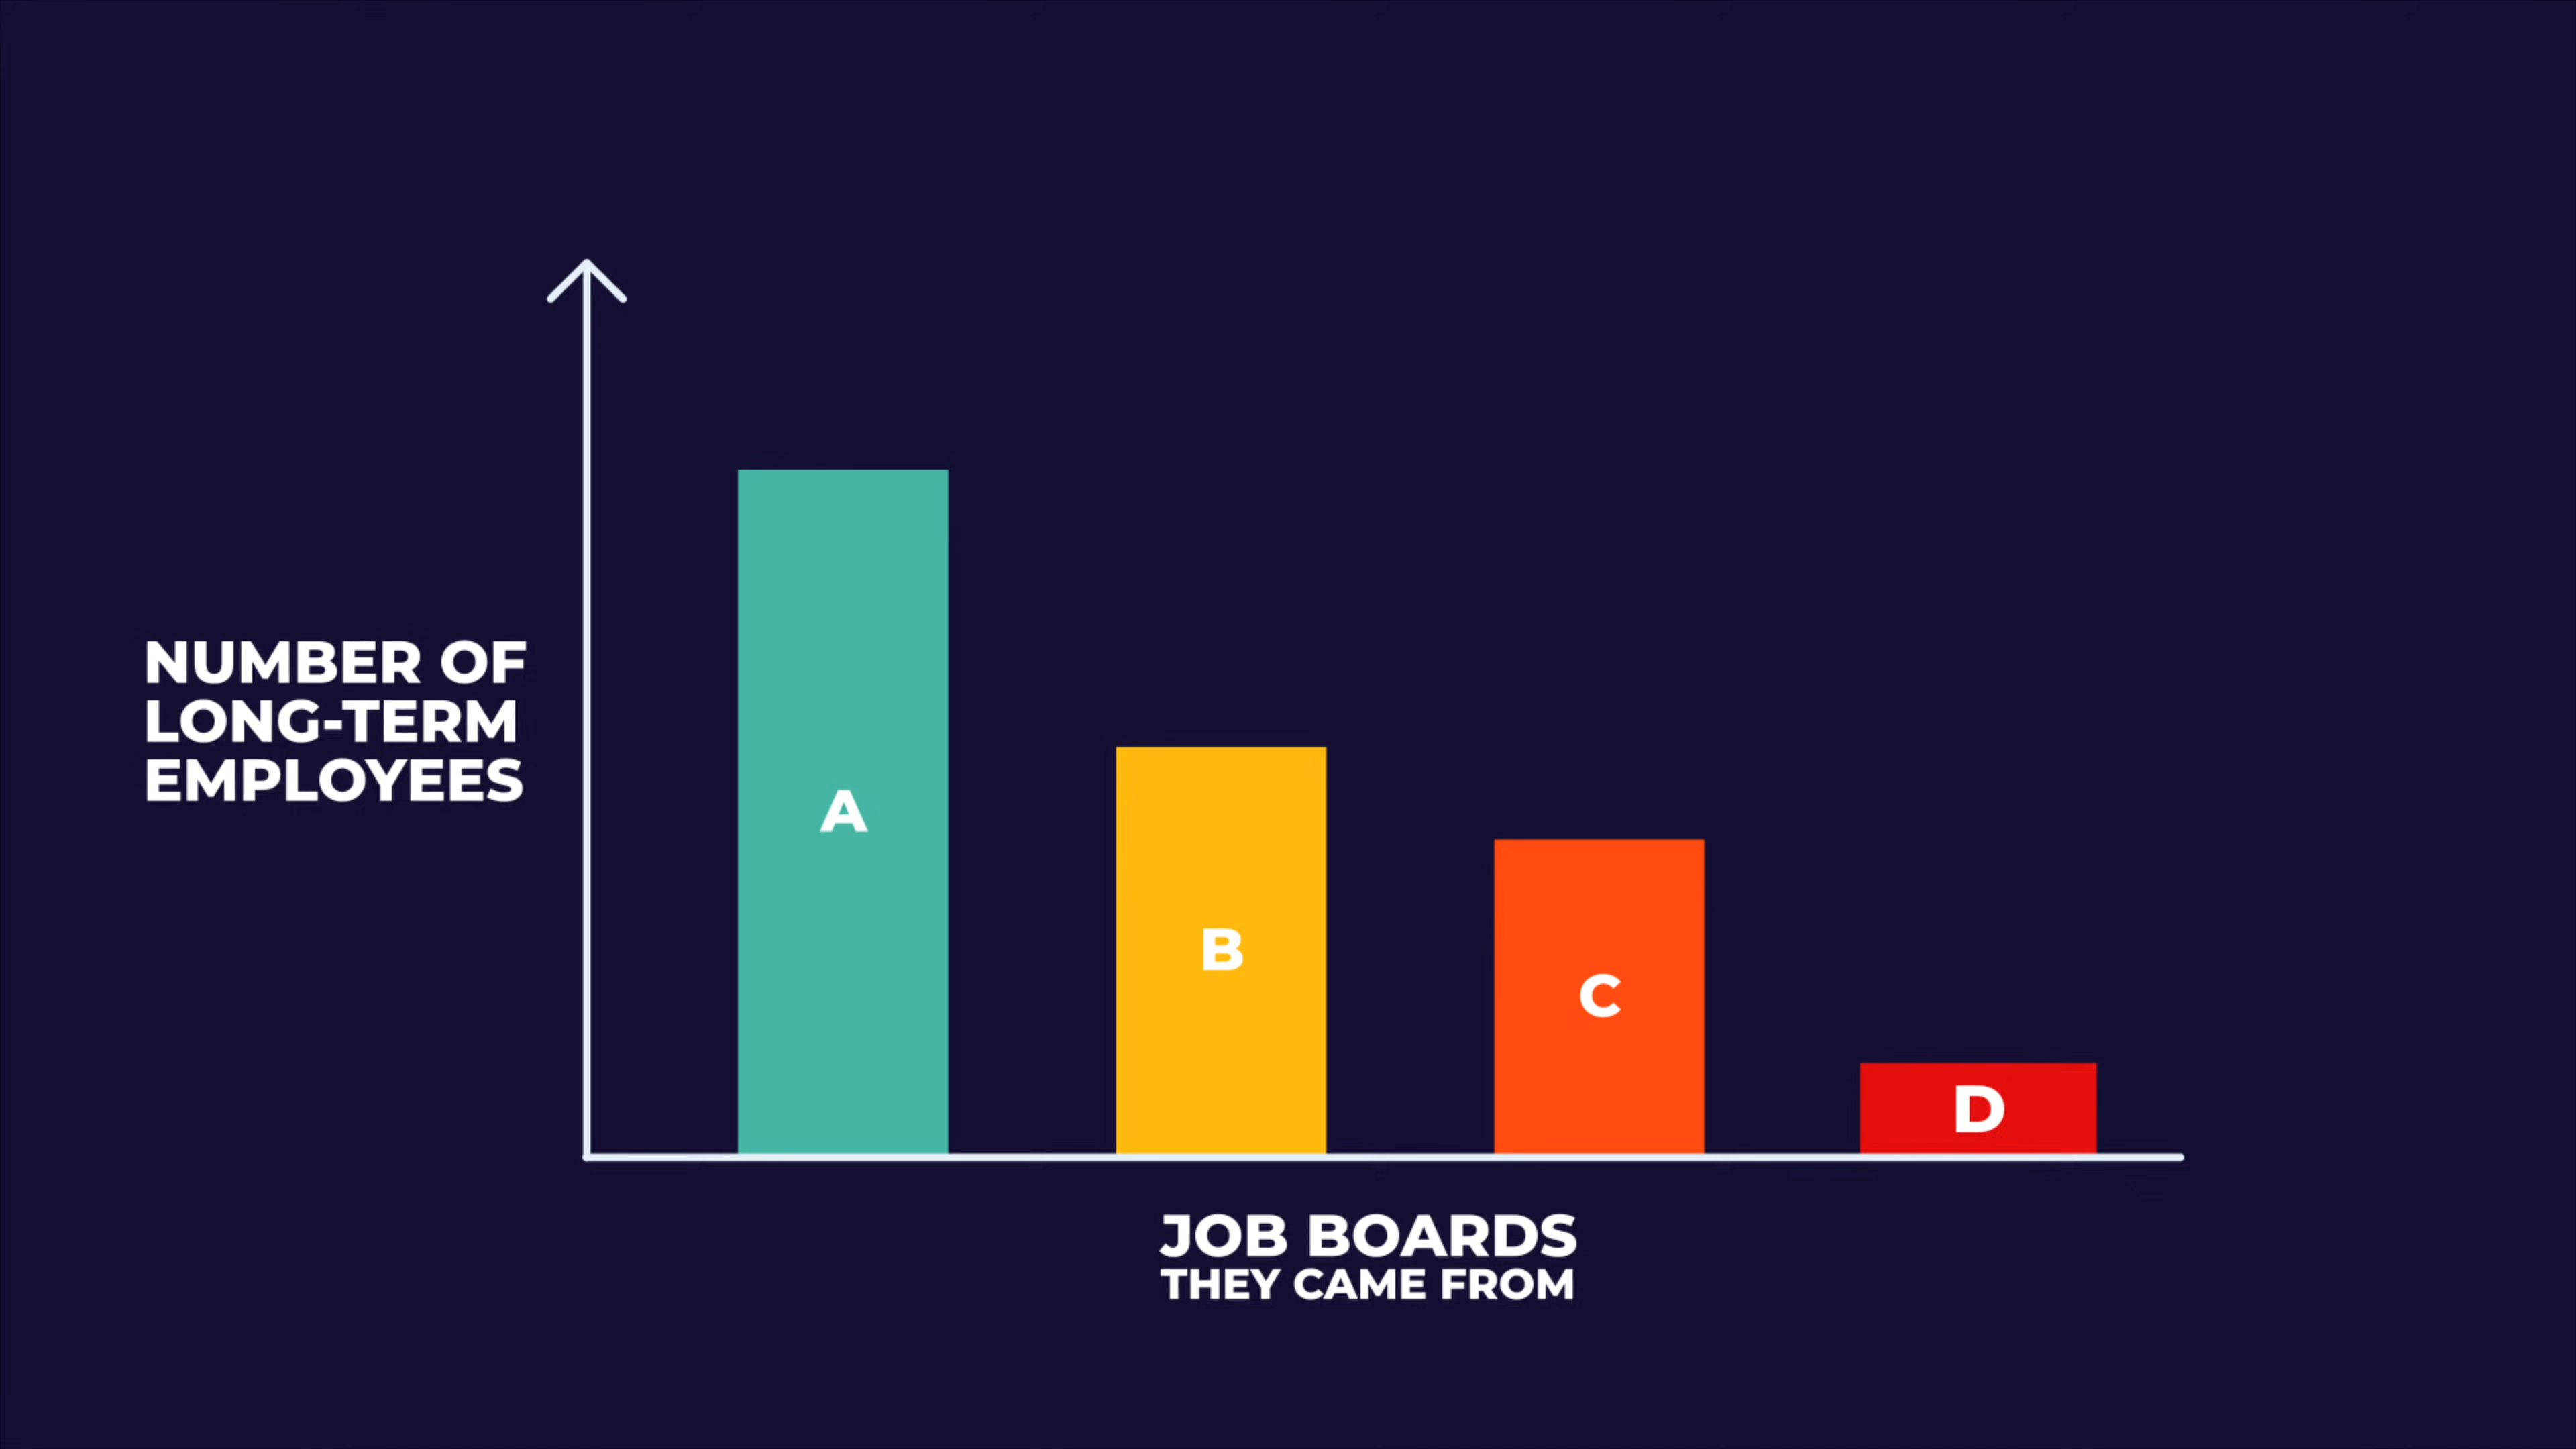 NUMBER OF
LONG-TERM
EMPLOYEES
A
B
C
D
JOB BOARDS
THEY CAME FROM